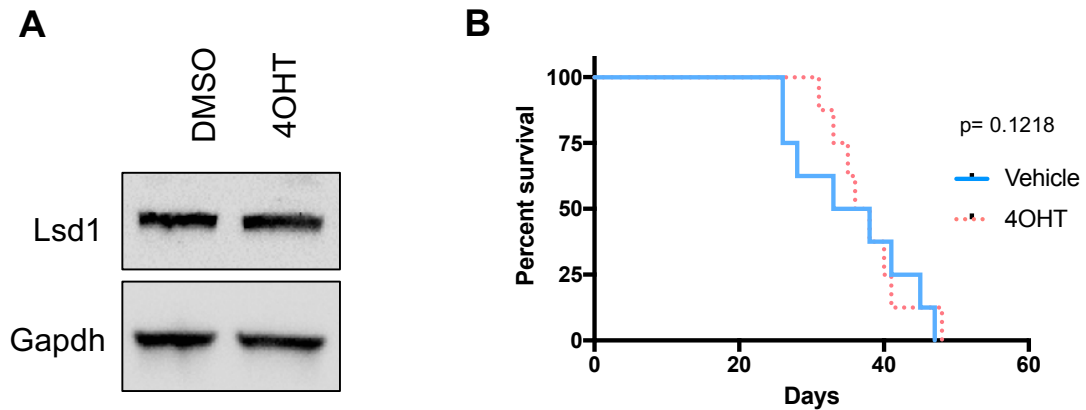 A
DMSO
4OHT
Lsd1
Gapdh
B
Percent survival
100
75
50
25
0
0 20 40 60
Days
p= 0.1218
Vehicle
4OHT